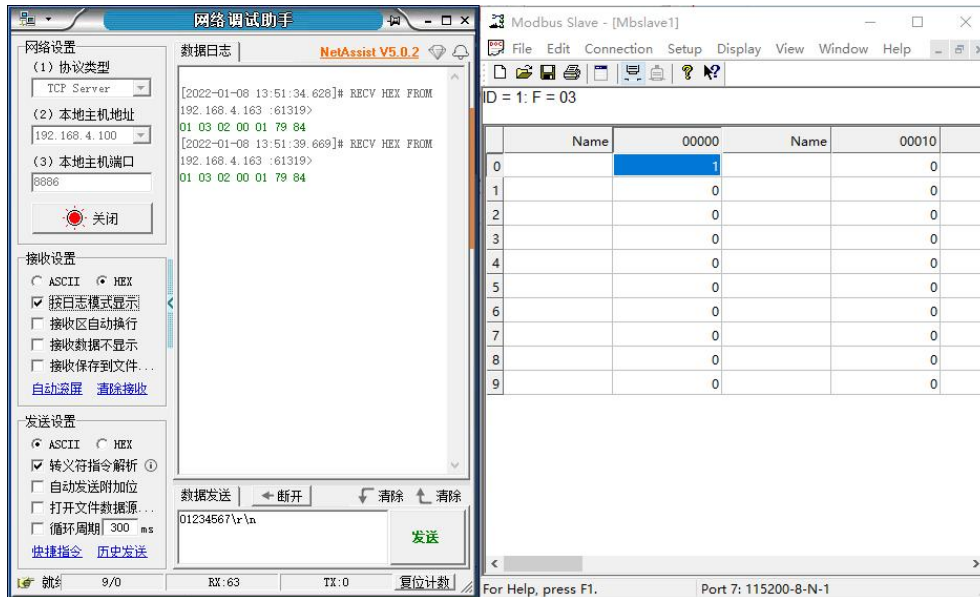 网络调试助手
网络设置
(1) 协议类型
TCP Server
(2) 本地主机地址
192.168.4.100
(3) 本地主机端口
8886
关闭
接收设置
ASCII HEX
按日志模式显示
接收区自动换行
接收数据不显示
接收保存到文件...
自动滚屏 清除接收
发送设置
ASCII HEX
转义符指令解析
自动发送附加位
打开文件数据源...
循环周期 300 ms
快捷指令 历史发送
数据日志 NetAssist V5.0.2
[2022-01-08 13:51:34.628]# RECV HEX FROM
192.168.4.163 :61319>
01 03 02 00 01 79 84
[2022-01-08 13:51:39.669]# RECV HEX FROM
192.168.4.163 :61319>
01 03 02 00 01 79 84
数据发送 断开 清除 清除
01234567\r\n
发送
9/0 RX:63 TX:0 复位计数
Modbus Slave - [Mbslave1]
File Edit Connection Setup Display View Window Help
ID = 1: F = 03
Name 00000 Name 00010
0 1 0
1 0 0
2 0 0
3 0 0
4 0 0
5 0 0
6 0 0
7 0 0
8 0 0
9 0 0
For Help, press F1. Port 7: 115200-8-N-1